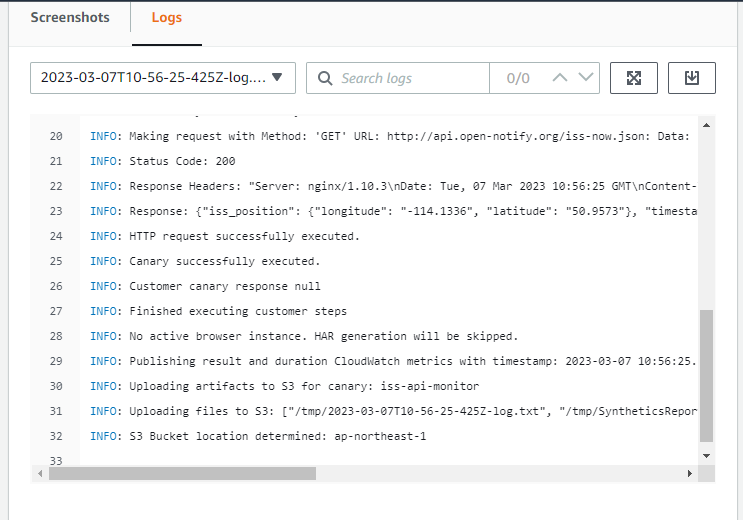 Screenshots Logs
2023-03-07T10-56-25-425Z-log.... Search logs 0/0
20 INFO: Making request with Method: 'GET' URL: http://api.open-notify.org/iss-now.json: Data:
21 INFO: Status Code: 200
22 INFO: Response Headers: "Server: nginx/1.10.3\nDate: Tue, 07 Mar 2023 10:56:25 GMT\nContent-
23 INFO: Response: {"iss_position": {"longitude": "-114.1336", "latitude": "50.9573"}, "timesta
24 INFO: HTTP request successfully executed.
25 INFO: Canary successfully executed.
26 INFO: Customer canary response null
27 INFO: Finished executing customer steps
28 INFO: No active browser instance. HAR generation will be skipped.
29 INFO: Publishing result and duration CloudWatch metrics with timestamp: 2023-03-07 10:56:25.
30 INFO: Uploading artifacts to S3 for canary: iss-api-monitor
31 INFO: Uploading files to S3: ["/tmp/2023-03-07T10-56-25-425Z-log.txt", "/tmp/SyntheticsRepor
32 INFO: S3 Bucket location determined: ap-northeast-1
33